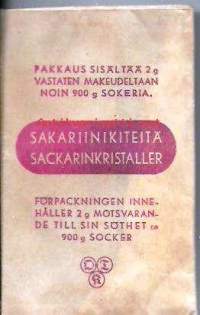 PAKKAUS SISÄLTÄÄ 2 g
VASTATEN MAKEUDELTAAN
NOIN 900 g SOKERIA.
SAKARIINIKITEITÄ
SACKARINKRISTALLER
FÖRPACKNINGEN INNE-
HÅLLER 2 g MOTSVARAN-
DE TILL SIN SÖTHET ca
900 g SOCKER